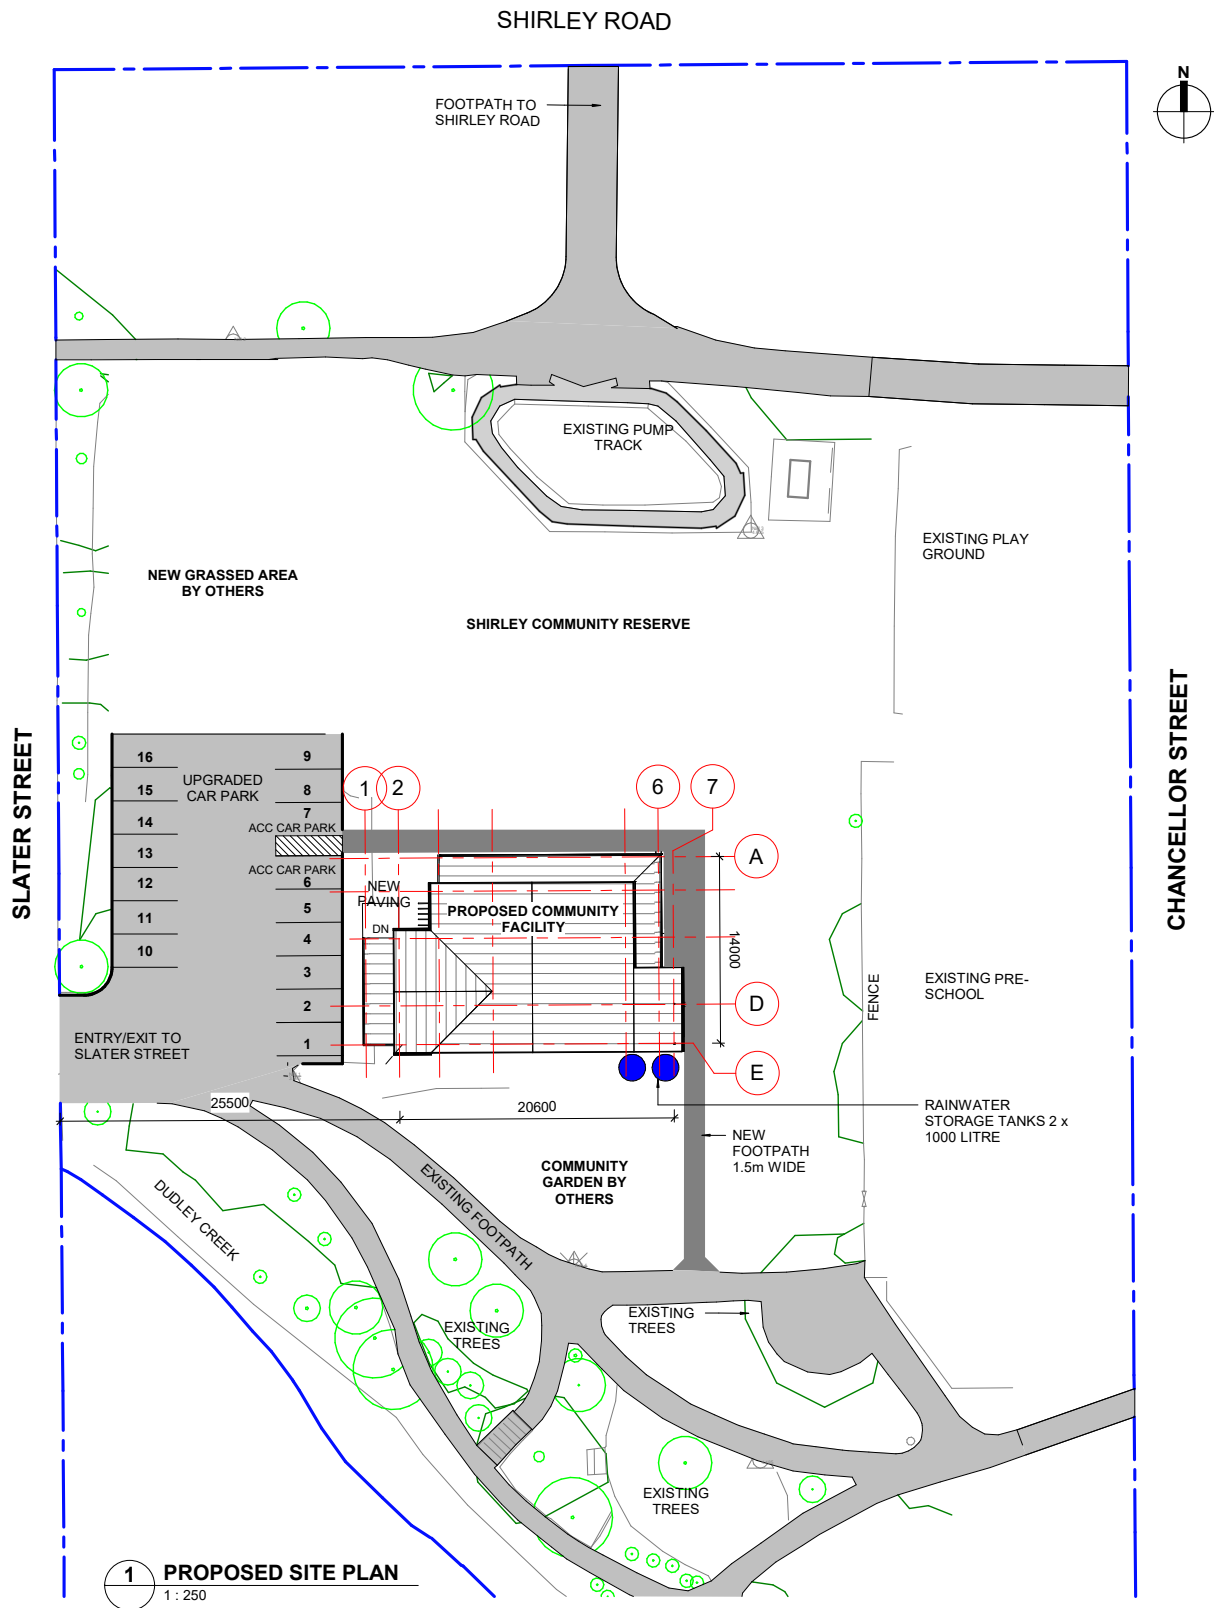 SHIRLEY ROAD
N
FOOTPATH TO
SHIRLEY ROAD
EXISTING PUMP
TRACK
EXISTING PLAY
GROUND
NEW GRASSED AREA
BY OTHERS
SHIRLEY COMMUNITY RESERVE
SLATER STREET
CHANCELLOR STREET
16
15
14
13
12
11
10
UPGRADED
CAR PARK
9
8
7
ACC CAR PARK
ACC CAR PARK
6
5
4
3
2
1
1
2
6
7
A
D
E
NEW
PAVING
DN
PROPOSED COMMUNITY
FACILITY
14000
FENCE
EXISTING PRE-
SCHOOL
ENTRY/EXIT TO
SLATER STREET
25500
20600
RAINWATER
STORAGE TANKS 2 x
1000 LITRE
NEW
FOOTPATH
1.5m WIDE
COMMUNITY
GARDEN BY
OTHERS
EXISTING FOOTPATH
DUDLEY CREEK
EXISTING
TREES
EXISTING
TREES
EXISTING
TREES
1
PROPOSED SITE PLAN
1 : 250